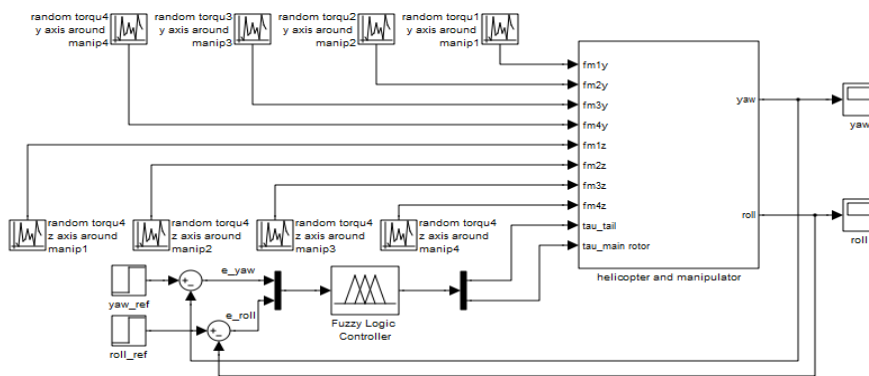 random torqu4
y axis around
manip4
random torqu3
y axis around
manip3
random torqu2
y axis around
manip2
random torqu1
y axis around
manip1
fm1y
fm2y
fm3y
fm4y
fm1z
fm2z
fm3z
fm4z
tau_tail
tau_main rotor
yaw
roll
yaw
roll
helicopter and manipulator
random torqu4
z axis around
manip1
random torqu4
z axis around
manip2
random torqu4
z axis around
manip3
random torqu4
z axis around
manip4
yaw_ref
e_yaw
roll_ref
e_roll
Fuzzy Logic
Controller